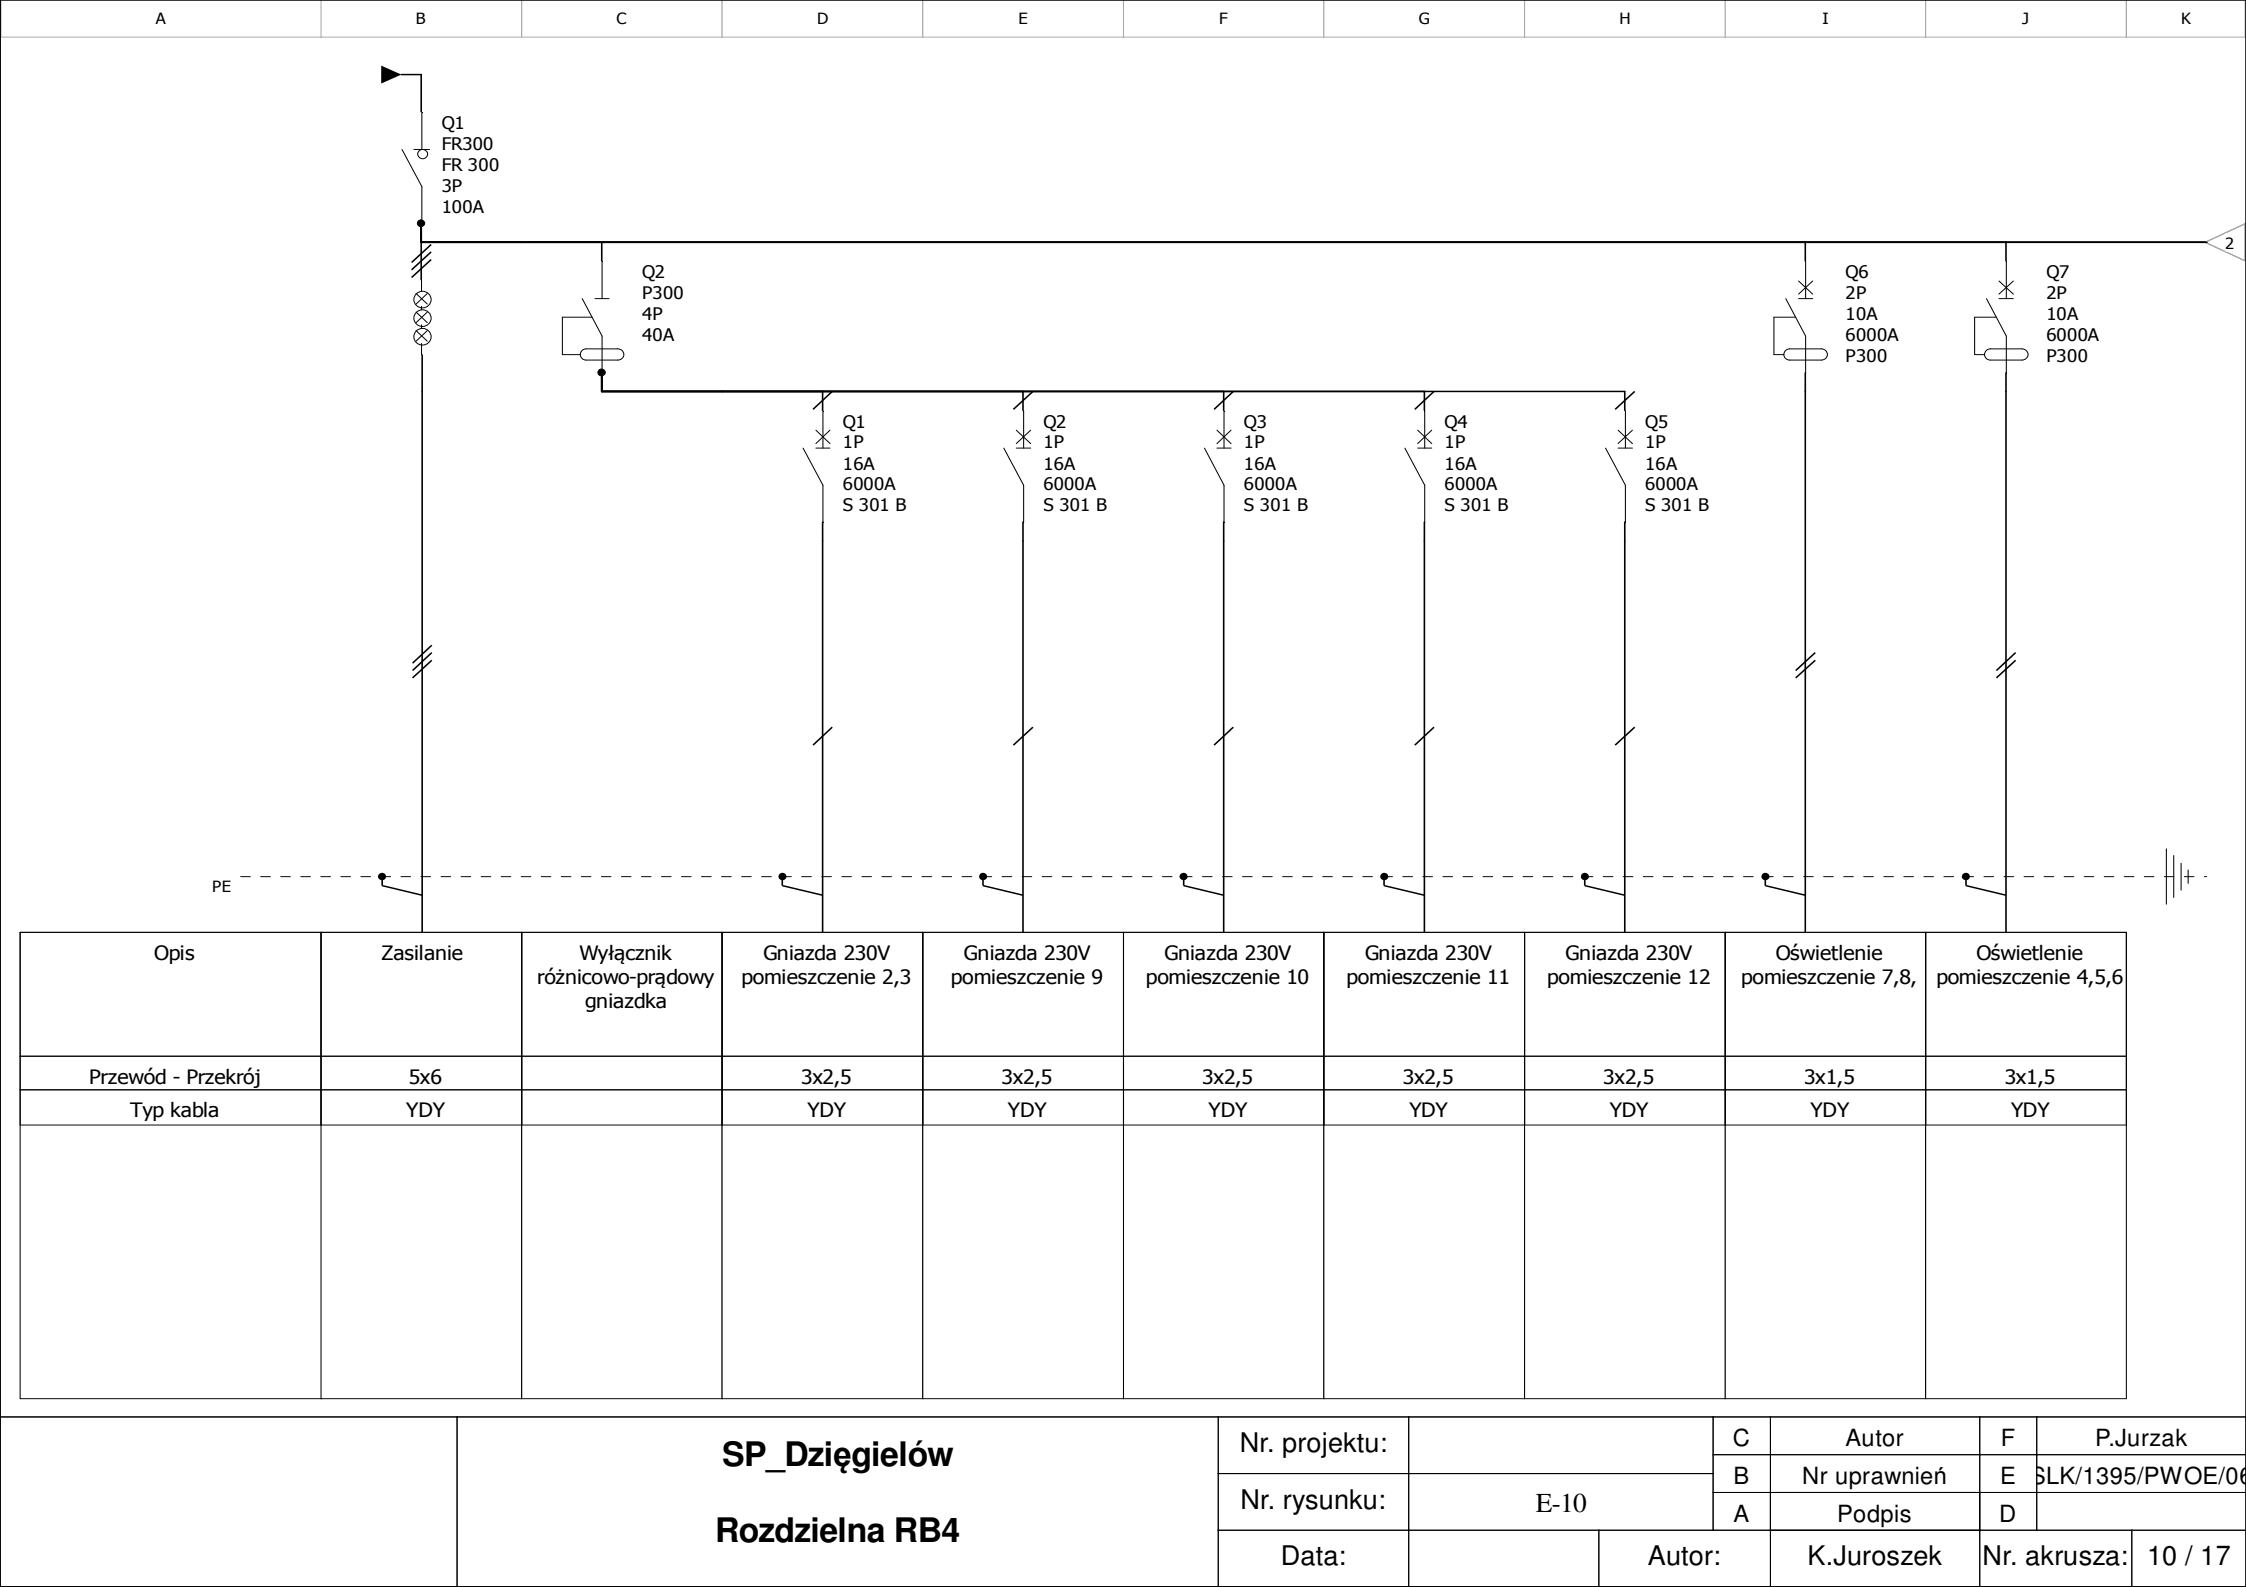 A B C D E F G H I J K
Q1
FR300
FR 300
3P
100A
2
Q2
P300
4P
40A
Q6
2P
10A
6000A
P300
Q7
2P
10A
6000A
P300
Q1
1P
16A
6000A
S 301 B
Q2
1P
16A
6000A
S 301 B
Q3
1P
16A
6000A
S 301 B
Q4
1P
16A
6000A
S 301 B
Q5
1P
16A
6000A
S 301 B
PE
Opis
Zasilanie
Wyłącznik
różnicowo-prądowy
gniazdka
Gniazda 230V
pomieszczenie 2,3
Gniazda 230V
pomieszczenie 9
Gniazda 230V
pomieszczenie 10
Gniazda 230V
pomieszczenie 11
Gniazda 230V
pomieszczenie 12
Oświetlenie
pomieszczenie 7,8,
Oświetlenie
pomieszczenie 4,5,6
Przewód - Przekrój 5x6 3x2,5 3x2,5 3x2,5 3x2,5 3x2,5 3x1,5 3x1,5
Typ kabla YDY YDY YDY YDY YDY YDY YDY YDY
SP_Dzięgielów
Rozdzielna RB4
Nr. projektu:
Nr. rysunku: E-10
C Autor F P.Jurzak
B Nr uprawnień E SLK/1395/PWOE/06
A Podpis D
Data: Autor: K.Juroszek Nr. akrusza: 10 / 17